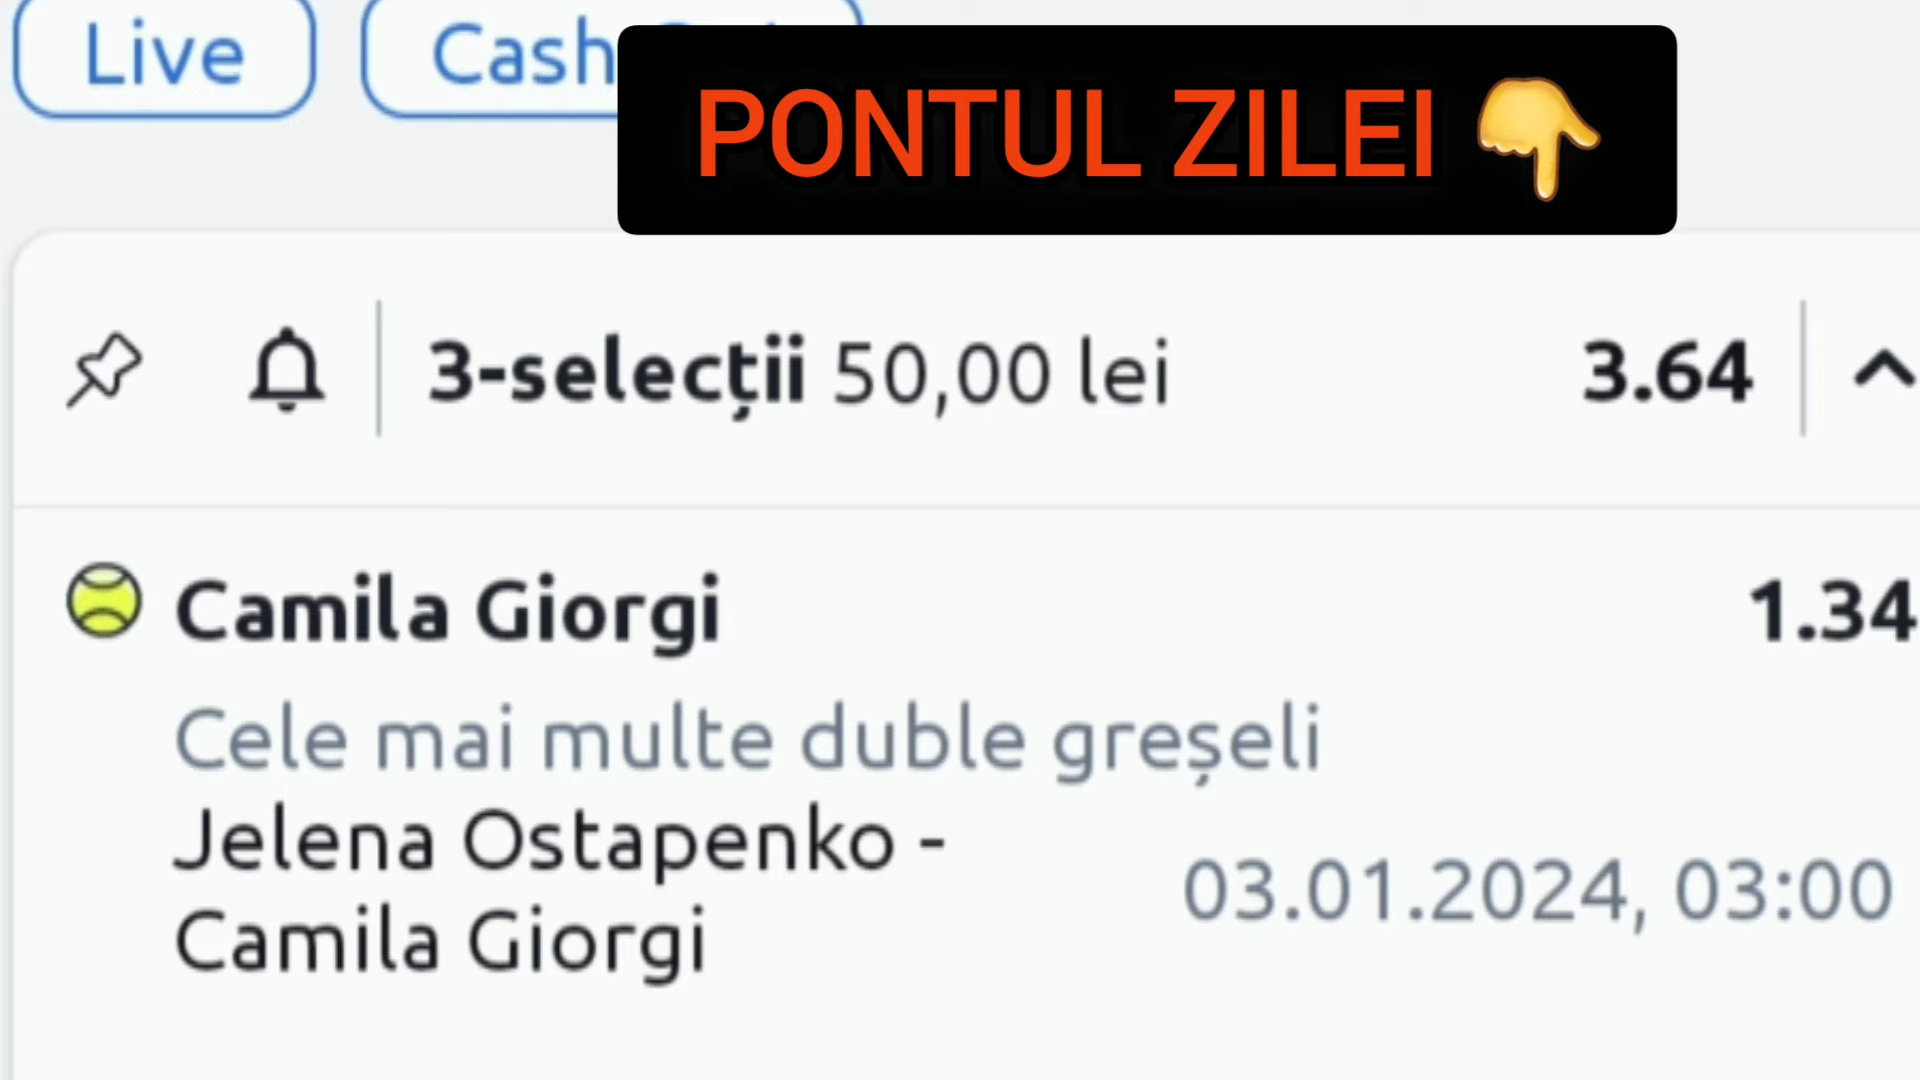 Live
Cash
PONTUL ZILEI
3-selecții 50,00 lei 3.64
Camila Giorgi 1.34
Cele mai multe duble greșeli
Jelena Ostapenko -
Camila Giorgi
03.01.2024, 03:00